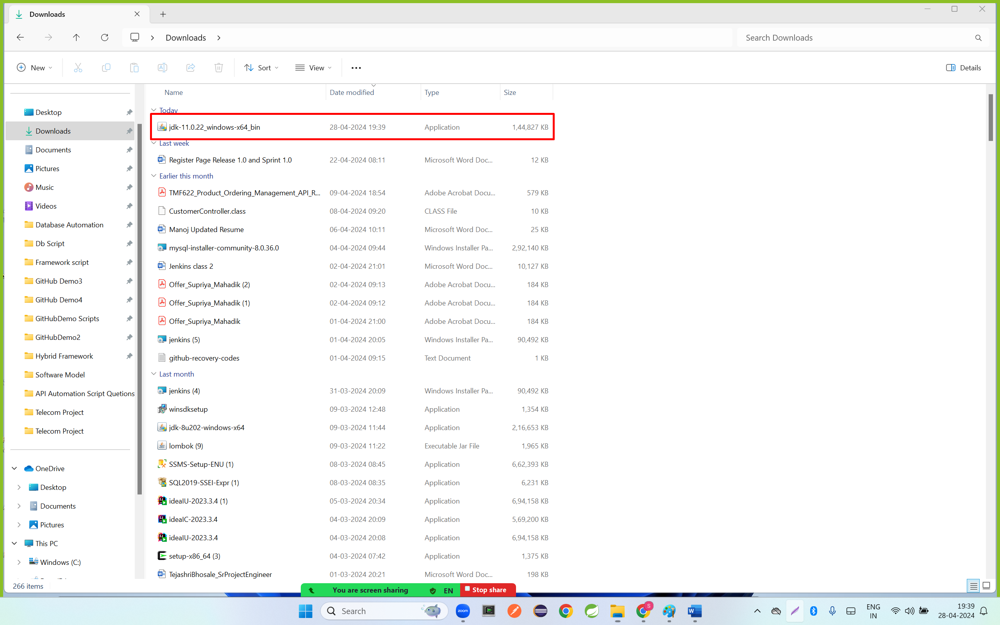 Downloads
Downloads
Search Downloads
New
Sort
View
Details
Name Date modified Type Size
Desktop
Downloads
Documents
Pictures
Music
Videos
Database Automation
Db Script
Framework script
GitHub Demo3
GitHub Demo4
GitHubDemo Scripts
GitHubDemo2
Hybrid Framework
Software Model
API Automation Script Quetions
Telecom Project
Telecom Project
OneDrive
Desktop
Documents
Pictures
This PC
Windows (C:)
Today
jdk-11.0.22_windows-x64_bin 28-04-2024 19:39 Application 1,44,827 KB
Last week
Register Page Release 1.0 and Sprint 1.0 22-04-2024 08:11 Microsoft Word Doc... 12 KB
Earlier this month
TMF622_Product_Ordering_Management_API_R... 09-04-2024 18:54 Adobe Acrobat Docu... 579 KB
CustomerController.class 08-04-2024 09:20 CLASS File 10 KB
Manoj Updated Resume 06-04-2024 10:11 Microsoft Word Doc... 25 KB
mysql-installer-community-8.0.36.0 04-04-2024 09:44 Windows Installer Pa... 2,92,140 KB
Jenkins class 2 02-04-2024 21:01 Microsoft Word Doc... 10,127 KB
Offer_Supriya_Mahadik (2) 02-04-2024 09:13 Adobe Acrobat Docu... 184 KB
Offer_Supriya_Mahadik (1) 02-04-2024 09:12 Adobe Acrobat Docu... 184 KB
Offer_Supriya_Mahadik 01-04-2024 21:00 Adobe Acrobat Docu... 184 KB
jenkins (5) 01-04-2024 20:05 Windows Installer Pa... 90,492 KB
github-recovery-codes 01-04-2024 09:15 Text Document 1 KB
Last month
jenkins (4) 31-03-2024 20:09 Windows Installer Pa... 90,492 KB
winsdksetup 09-03-2024 12:48 Application 1,354 KB
jdk-8u202-windows-x64 09-03-2024 11:44 Application 2,16,653 KB
lombok (9) 09-03-2024 11:22 Executable Jar File 1,965 KB
SSMS-Setup-ENU (1) 08-03-2024 08:45 Application 6,62,393 KB
SQL2019-SSEI-Expr (1) 08-03-2024 08:35 Application 6,231 KB
ideaIU-2023.3.4 (1) 05-03-2024 20:34 Application 6,94,158 KB
ideaIC-2023.3.4 04-03-2024 20:09 Application 5,69,200 KB
ideaIU-2023.3.4 04-03-2024 20:08 Application 6,94,158 KB
setup-x86_64 (3) 04-03-2024 07:42 Application 1,375 KB
TejashriBhosale_SrProjectEngineer 01-03-2024 20:21 Microsoft Word Doc... 198 KB
266 items
You are screen sharing EN Stop share
Search
zoom
S
ENG
IN
19:39
28-04-2024